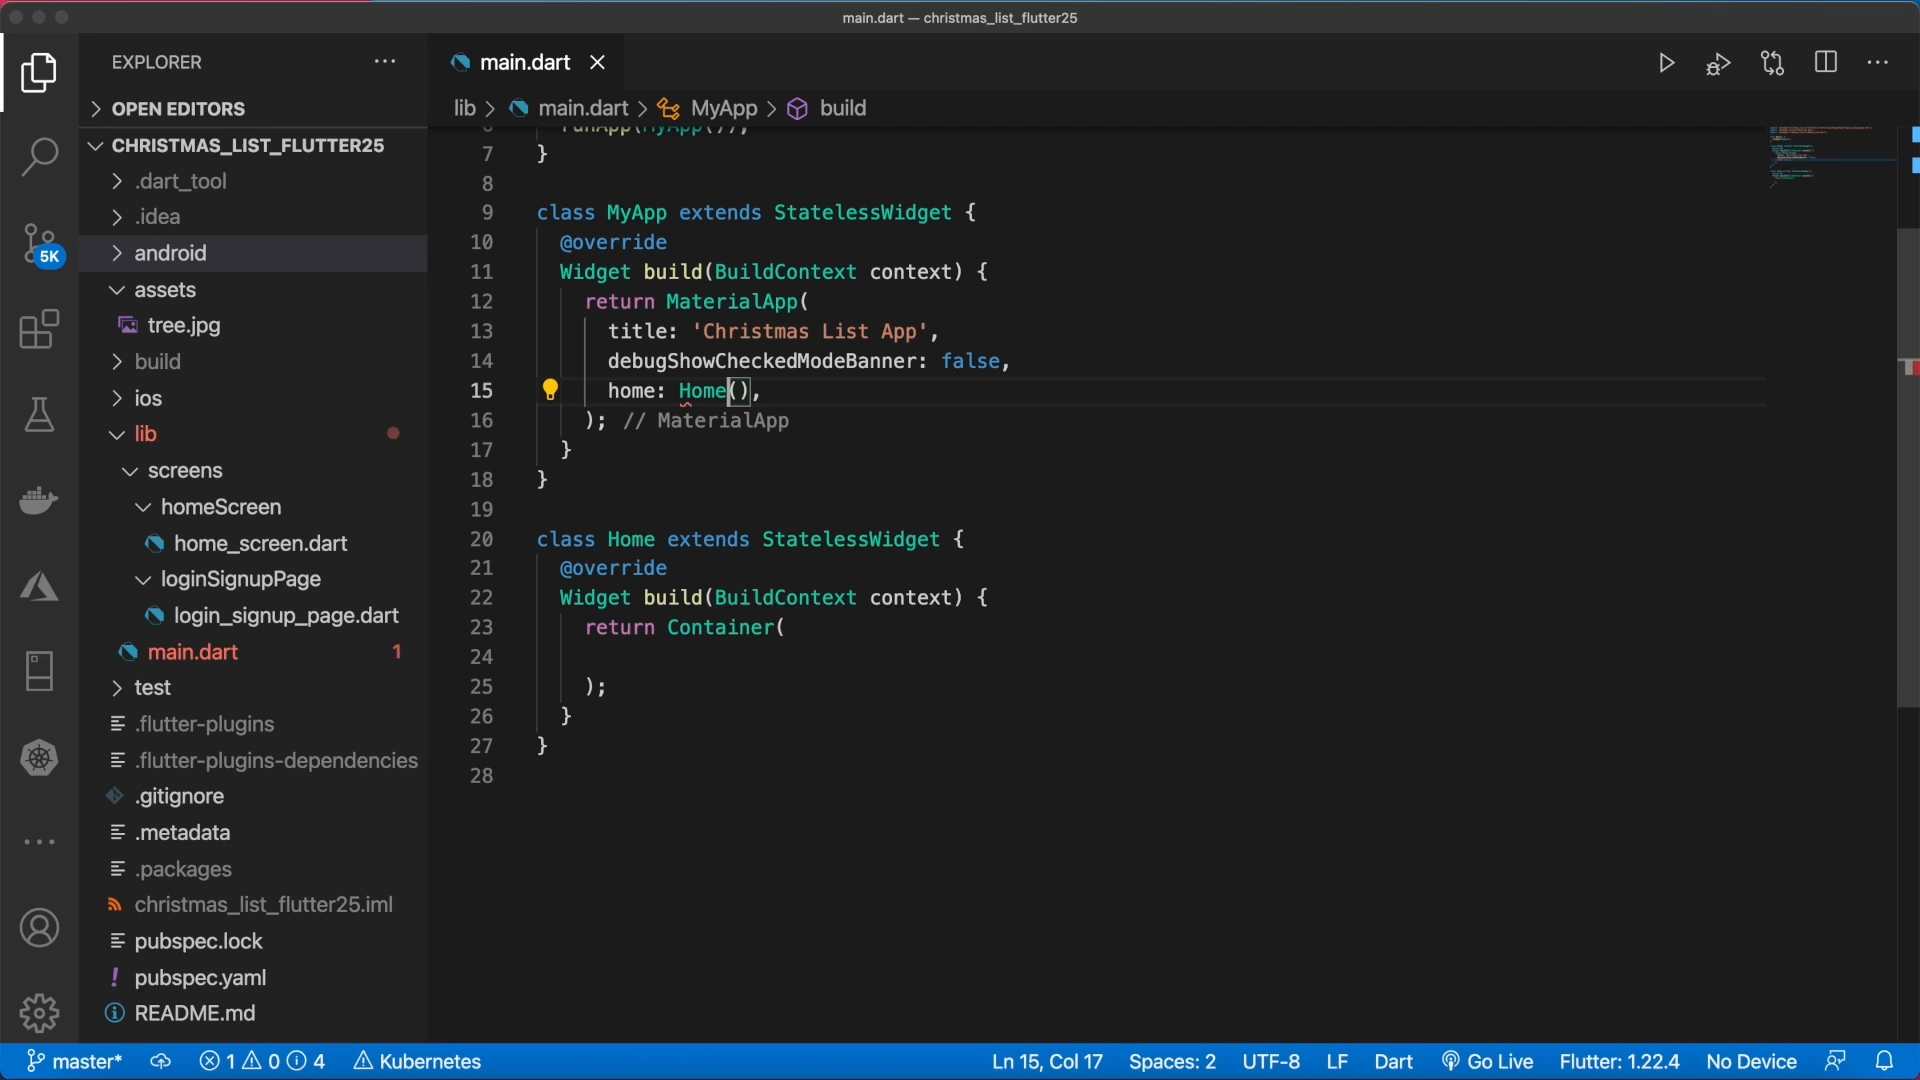 main.dart — christmas_list_flutter25
EXPLORER
main.dart
OPEN EDITORS
lib > main.dart > MyApp > build
CHRISTMAS_LIST_FLUTTER25
.dart_tool
.idea
android
assets
tree.jpg
build
ios
lib
screens
homeScreen
home_screen.dart
loginSignupPage
login_signup_page.dart
main.dart 1
test
.flutter-plugins
.flutter-plugins-dependencies
.gitignore
.metadata
.packages
christmas_list_flutter25.iml
pubspec.lock
pubspec.yaml
README.md
5K
6 runApp(MyApp());
7 }
8
9 class MyApp extends StatelessWidget {
10 @override
11 Widget build(BuildContext context) {
12 return MaterialApp(
13 title: 'Christmas List App',
14 debugShowCheckedModeBanner: false,
15 home: Home(),
16 ); // MaterialApp
17 }
18 }
19
20 class Home extends StatelessWidget {
21 @override
22 Widget build(BuildContext context) {
23 return Container(
24
25 );
26 }
27 }
28
master* 1 0 4 Kubernetes Ln 15, Col 17 Spaces: 2 UTF-8 LF Dart Go Live Flutter: 1.22.4 No Device